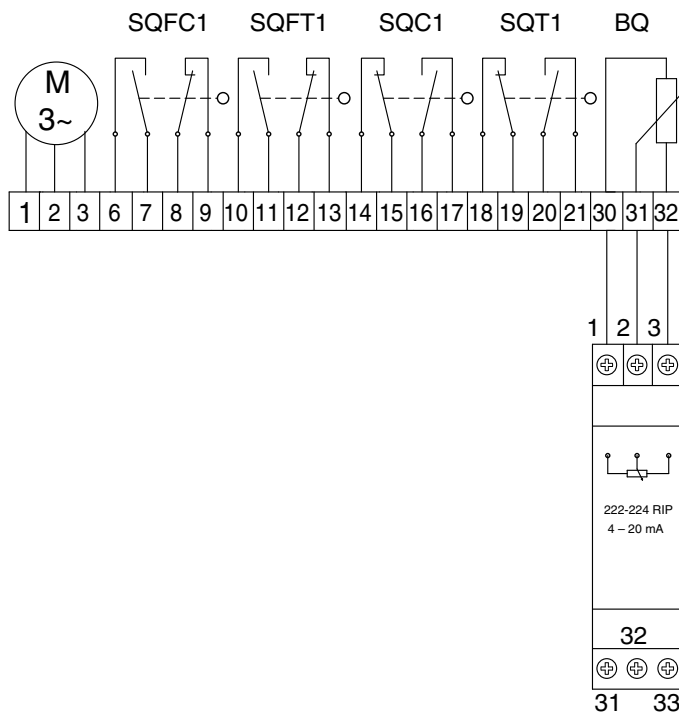 SQFC1 SQFT1 SQC1 SQT1 BQ
M
3~
1 2 3 6 7 8 9 10 11 12 13 14 15 16 17 18 19 20 21 30 31 32
1 2 3
222-224 RIP
4 – 20 mA
32
31 33